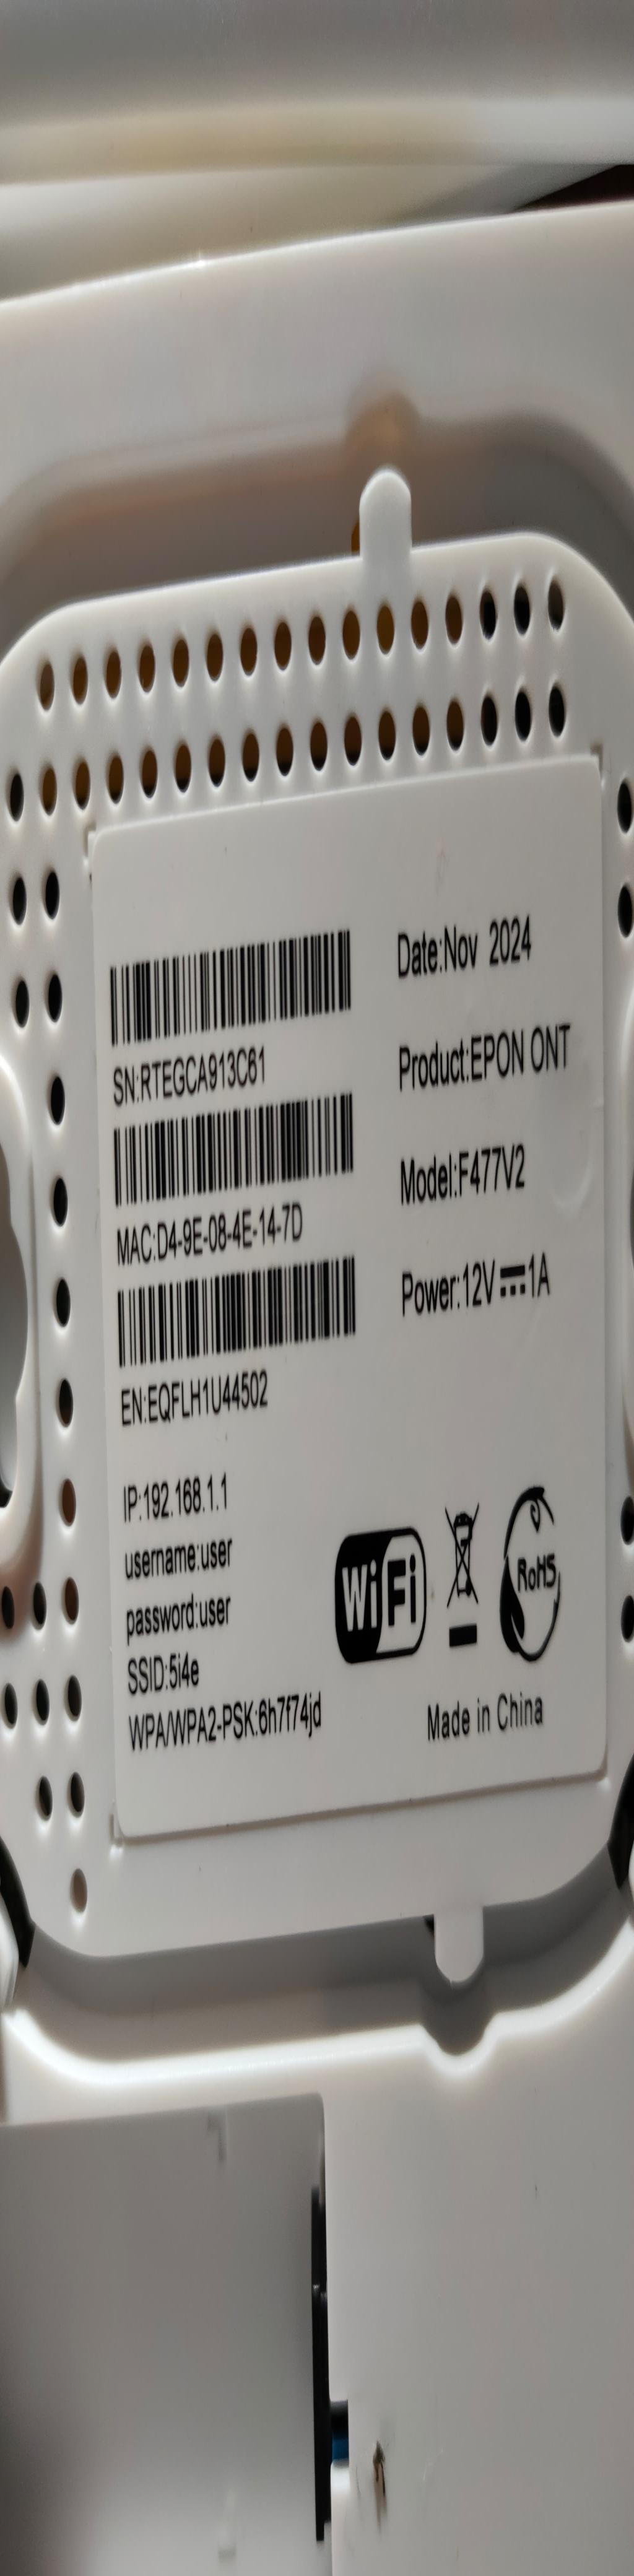 SN:RTEGCA913C61
MAC:D4-9E-08-4E-14-7D
EN:EQFLH1U44502
IP:192.168.1.1
username:user
password:user
SSID:5i4e
WPA/WPA2-PSK:6h7f74jd
Date:Nov 2024
Product:EPON ONT
Model:F477V2
Power:12V⎓1A
WiFi
RoHS
Made in China